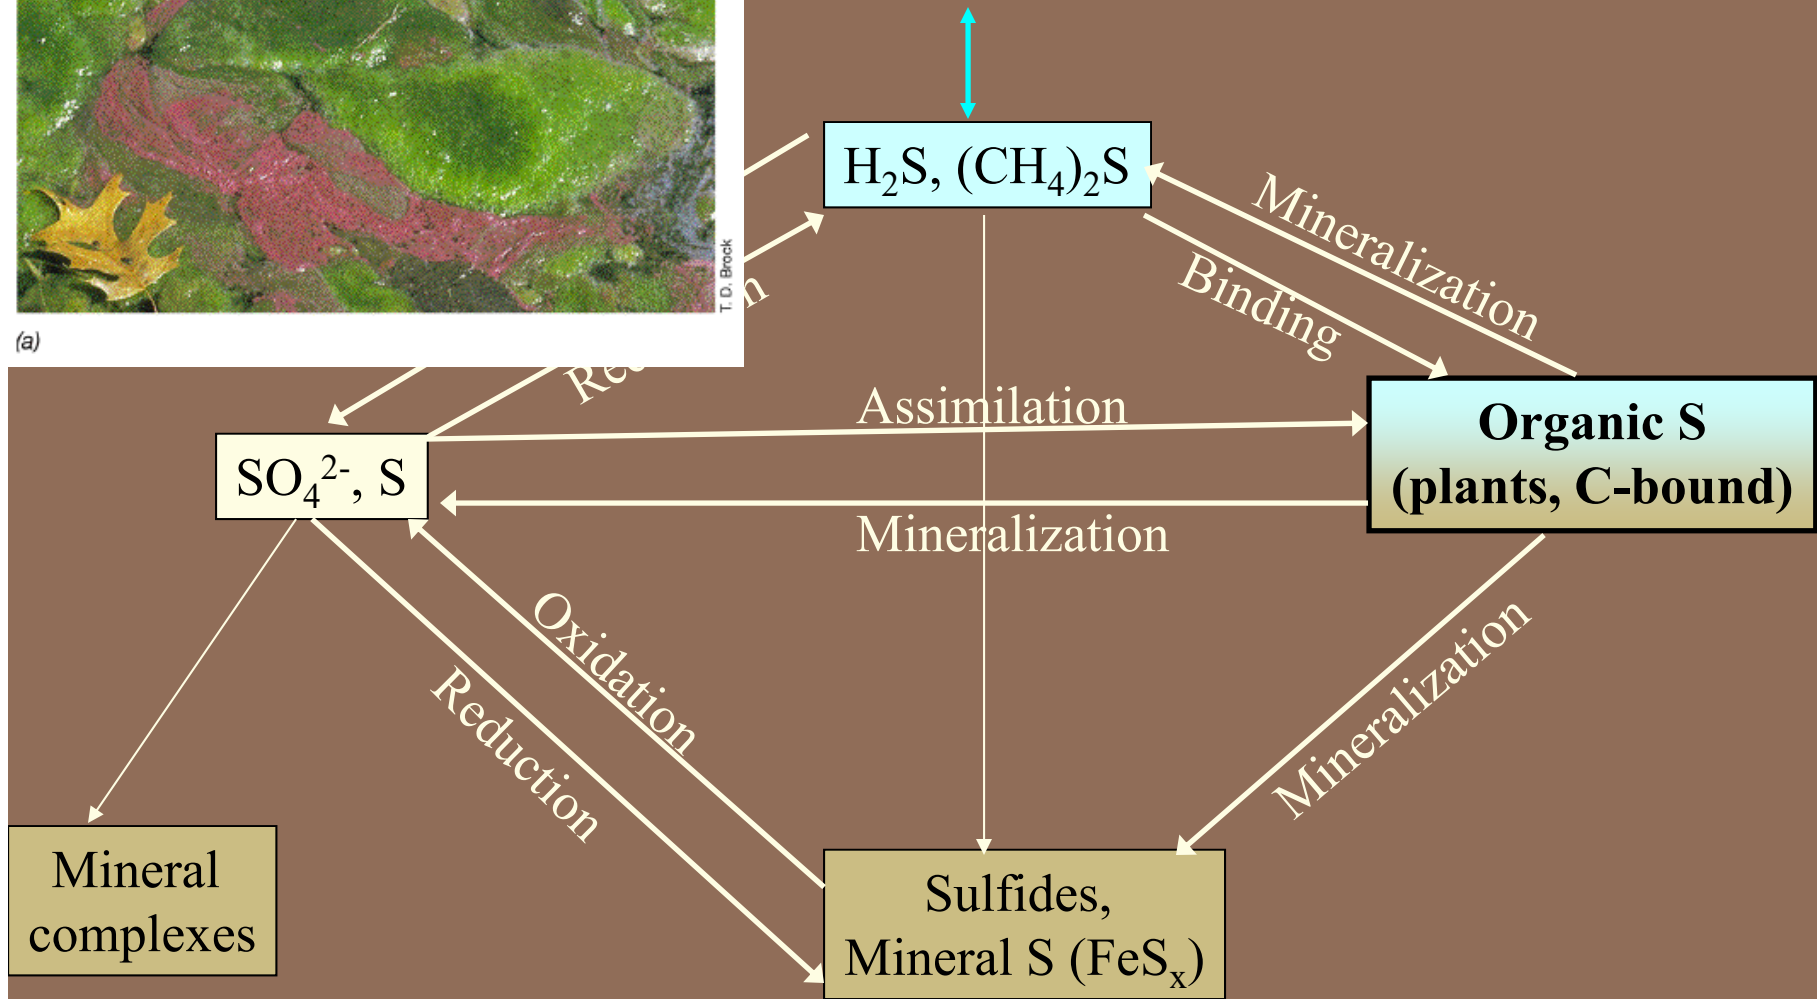 T. D. Brock
(a)
H₂S, (CH₄)₂S
Mineralization
Binding
Assimilation
SO₄²⁻, S
Organic S
(plants, C-bound)
Mineralization
Oxidation
Reduction
Mineralization
Mineral
complexes
Sulfides,
Mineral S (FeSₓ)